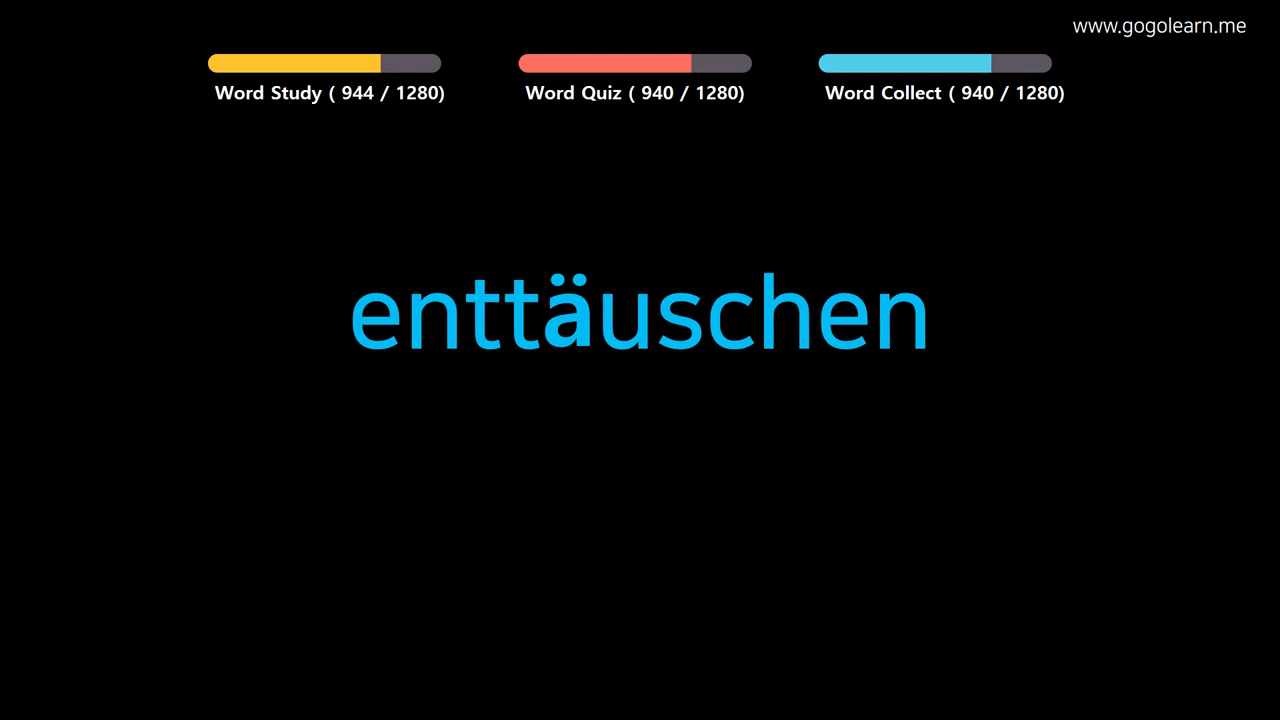 www.gogolearn.me
Word Study ( 944 / 1280)
Word Quiz ( 940 / 1280)
Word Collect ( 940 / 1280)
enttäuschen